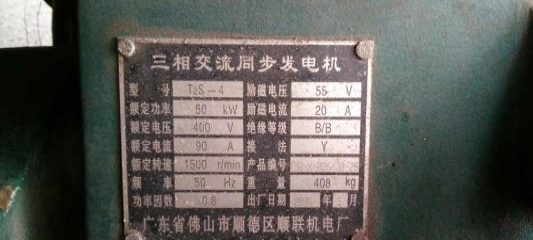 三相交流同步发电机
型 号 T2S-4 励磁电压 55 V
额定功率 50 kW 励磁电流 20 A
额定电压 400 V 绝缘等级 B/B
额定电流 90 A 接 法 Y
额定转速 1500 r/min 产品编号
频 率 50 Hz 重 量 408 kg
功率因数 0.8 出厂日期 年 月
广东省佛山市顺德区顺联机电厂